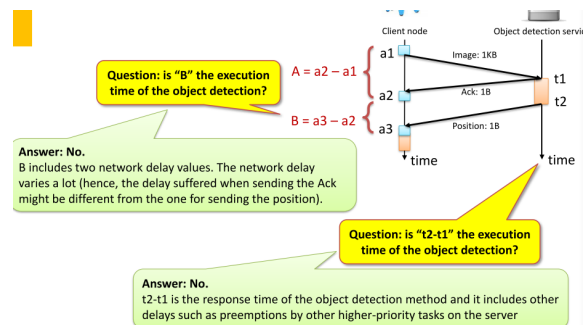 Client node
Object detection servi
a1
Image: 1KB
Question: is “B” the execution
time of the object detection?
A = a2 – a1
t1
a2
Ack: 1B
t2
B = a3 – a2
a3
Position: 1B
Answer: No.
B includes two network delay values. The network delay
varies a lot (hence, the delay suffered when sending the Ack
might be different from the one for sending the position).
time
time
Question: is “t2-t1” the execution
time of the object detection?
Answer: No.
t2-t1 is the response time of the object detection method and it includes other
delays such as preemptions by other higher-priority tasks on the server